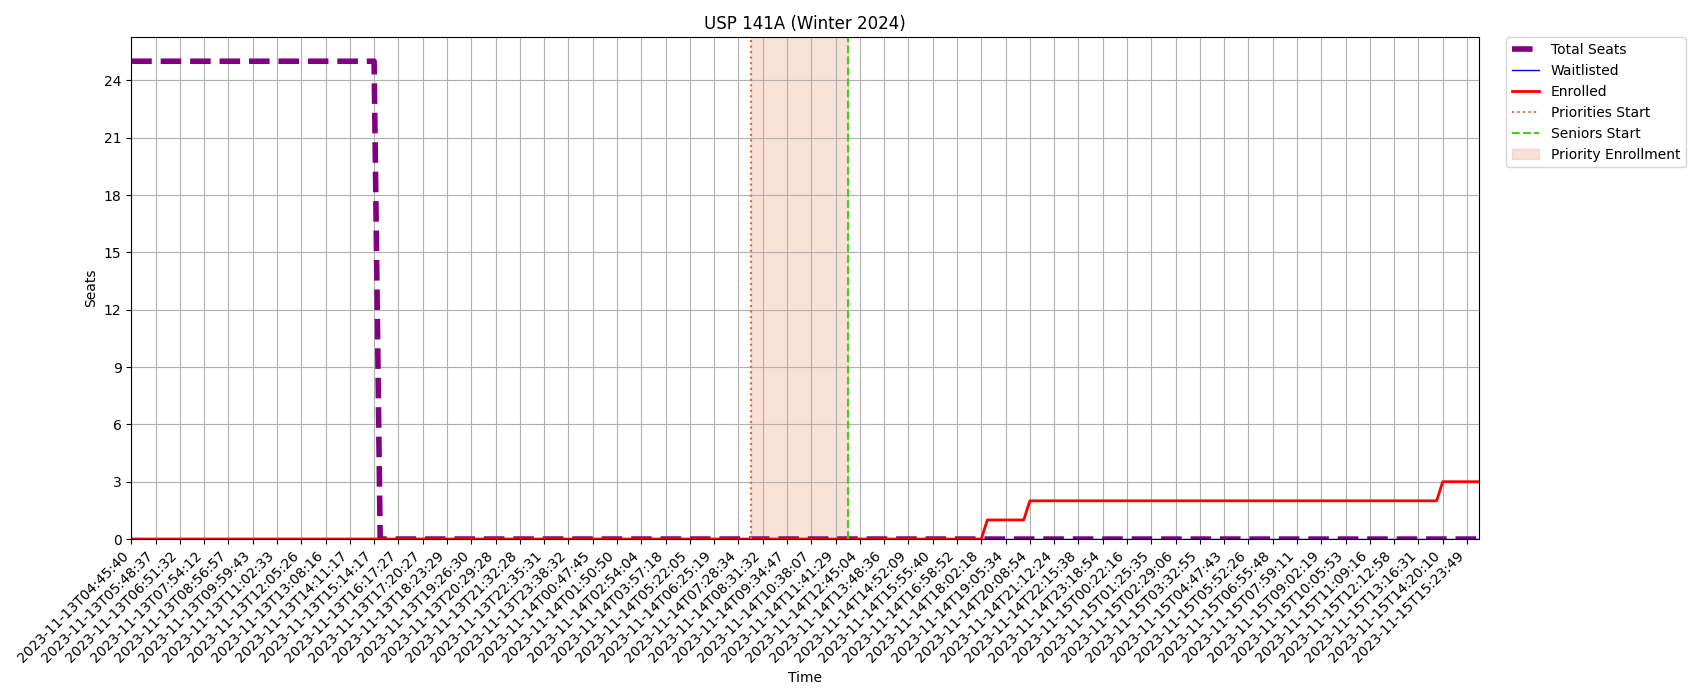 USP 141A (Winter 2024)
Total Seats
Waitlisted
Enrolled
Priorities Start
Seniors Start
Priority Enrollment
24
21
18
15
12
9
6
3
0
Seats
2023-11-13T04:45:40
2023-11-13T05:48:37
2023-11-13T06:51:32
2023-11-13T07:54:12
2023-11-13T08:56:57
2023-11-13T09:59:43
2023-11-13T11:02:33
2023-11-13T12:05:26
2023-11-13T13:08:16
2023-11-13T14:11:17
2023-11-13T15:14:17
2023-11-13T16:17:27
2023-11-13T17:20:27
2023-11-13T18:23:29
2023-11-13T19:26:30
2023-11-13T20:29:28
2023-11-13T21:32:28
2023-11-13T22:35:31
2023-11-13T23:38:32
2023-11-14T00:47:45
2023-11-14T01:50:50
2023-11-14T02:54:04
2023-11-14T03:57:18
2023-11-14T05:22:05
2023-11-14T06:25:19
2023-11-14T07:28:34
2023-11-14T08:31:32
2023-11-14T09:34:47
2023-11-14T10:38:07
2023-11-14T11:41:29
2023-11-14T12:45:04
2023-11-14T13:48:36
2023-11-14T14:52:09
2023-11-14T15:55:40
2023-11-14T16:58:52
2023-11-14T18:02:18
2023-11-14T19:05:34
2023-11-14T20:08:54
2023-11-14T21:12:24
2023-11-14T22:15:38
2023-11-14T23:18:54
2023-11-15T00:22:16
2023-11-15T01:25:35
2023-11-15T02:29:06
2023-11-15T03:32:55
2023-11-15T04:47:43
2023-11-15T05:52:26
2023-11-15T06:55:48
2023-11-15T07:59:11
2023-11-15T09:02:19
2023-11-15T10:05:53
2023-11-15T11:09:16
2023-11-15T12:12:58
2023-11-15T13:16:31
2023-11-15T14:20:10
2023-11-15T15:23:49
Time